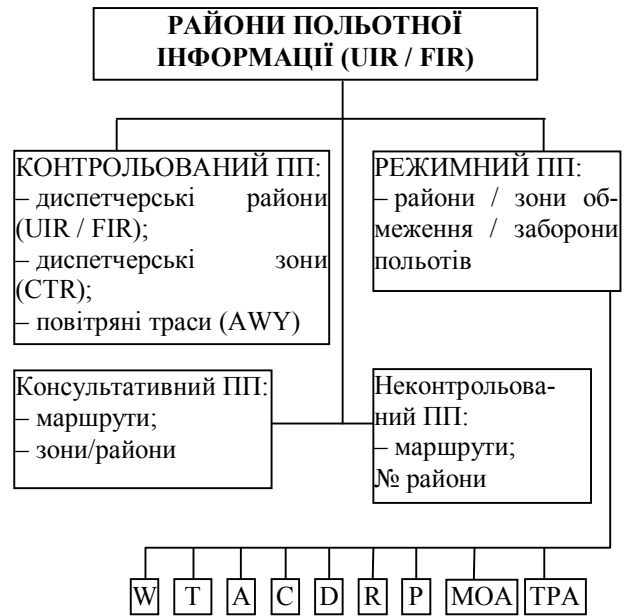 РАЙОНИ ПОЛЬОТНОЇ
ІНФОРМАЦІЇ (UIR / FIR)
КОНТРОЛЬОВАНИЙ ПП:
– диспетчерські райони
(UIR / FIR);
– диспетчерські зони
(CTR);
– повітряні траси (AWY)
РЕЖИМНИЙ ПП:
– райони / зони об-
меження / заборони
польотів
Консультативний ПП:
– маршрути;
– зони/райони
Неконтрольова-
ний ПП:
– маршрути;
№ райони
W T A C D R P MOA TPA